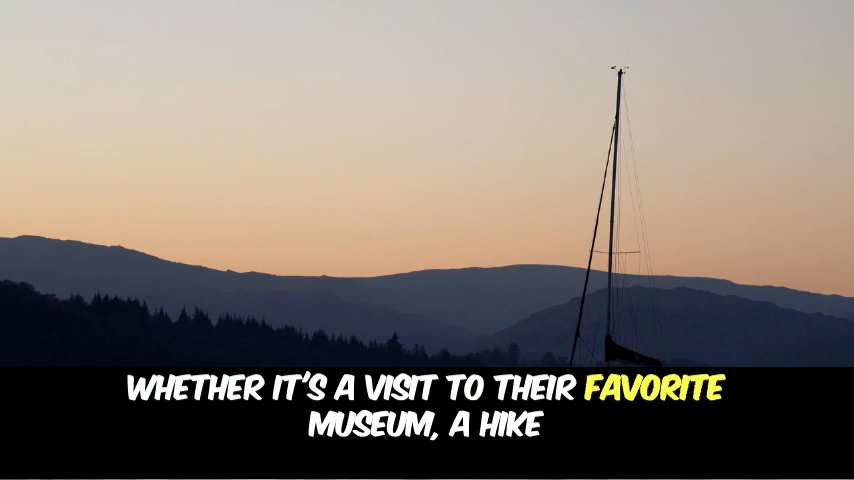 WHETHER IT'S A VISIT TO THEIR FAVORITE
MUSEUM, A HIKE